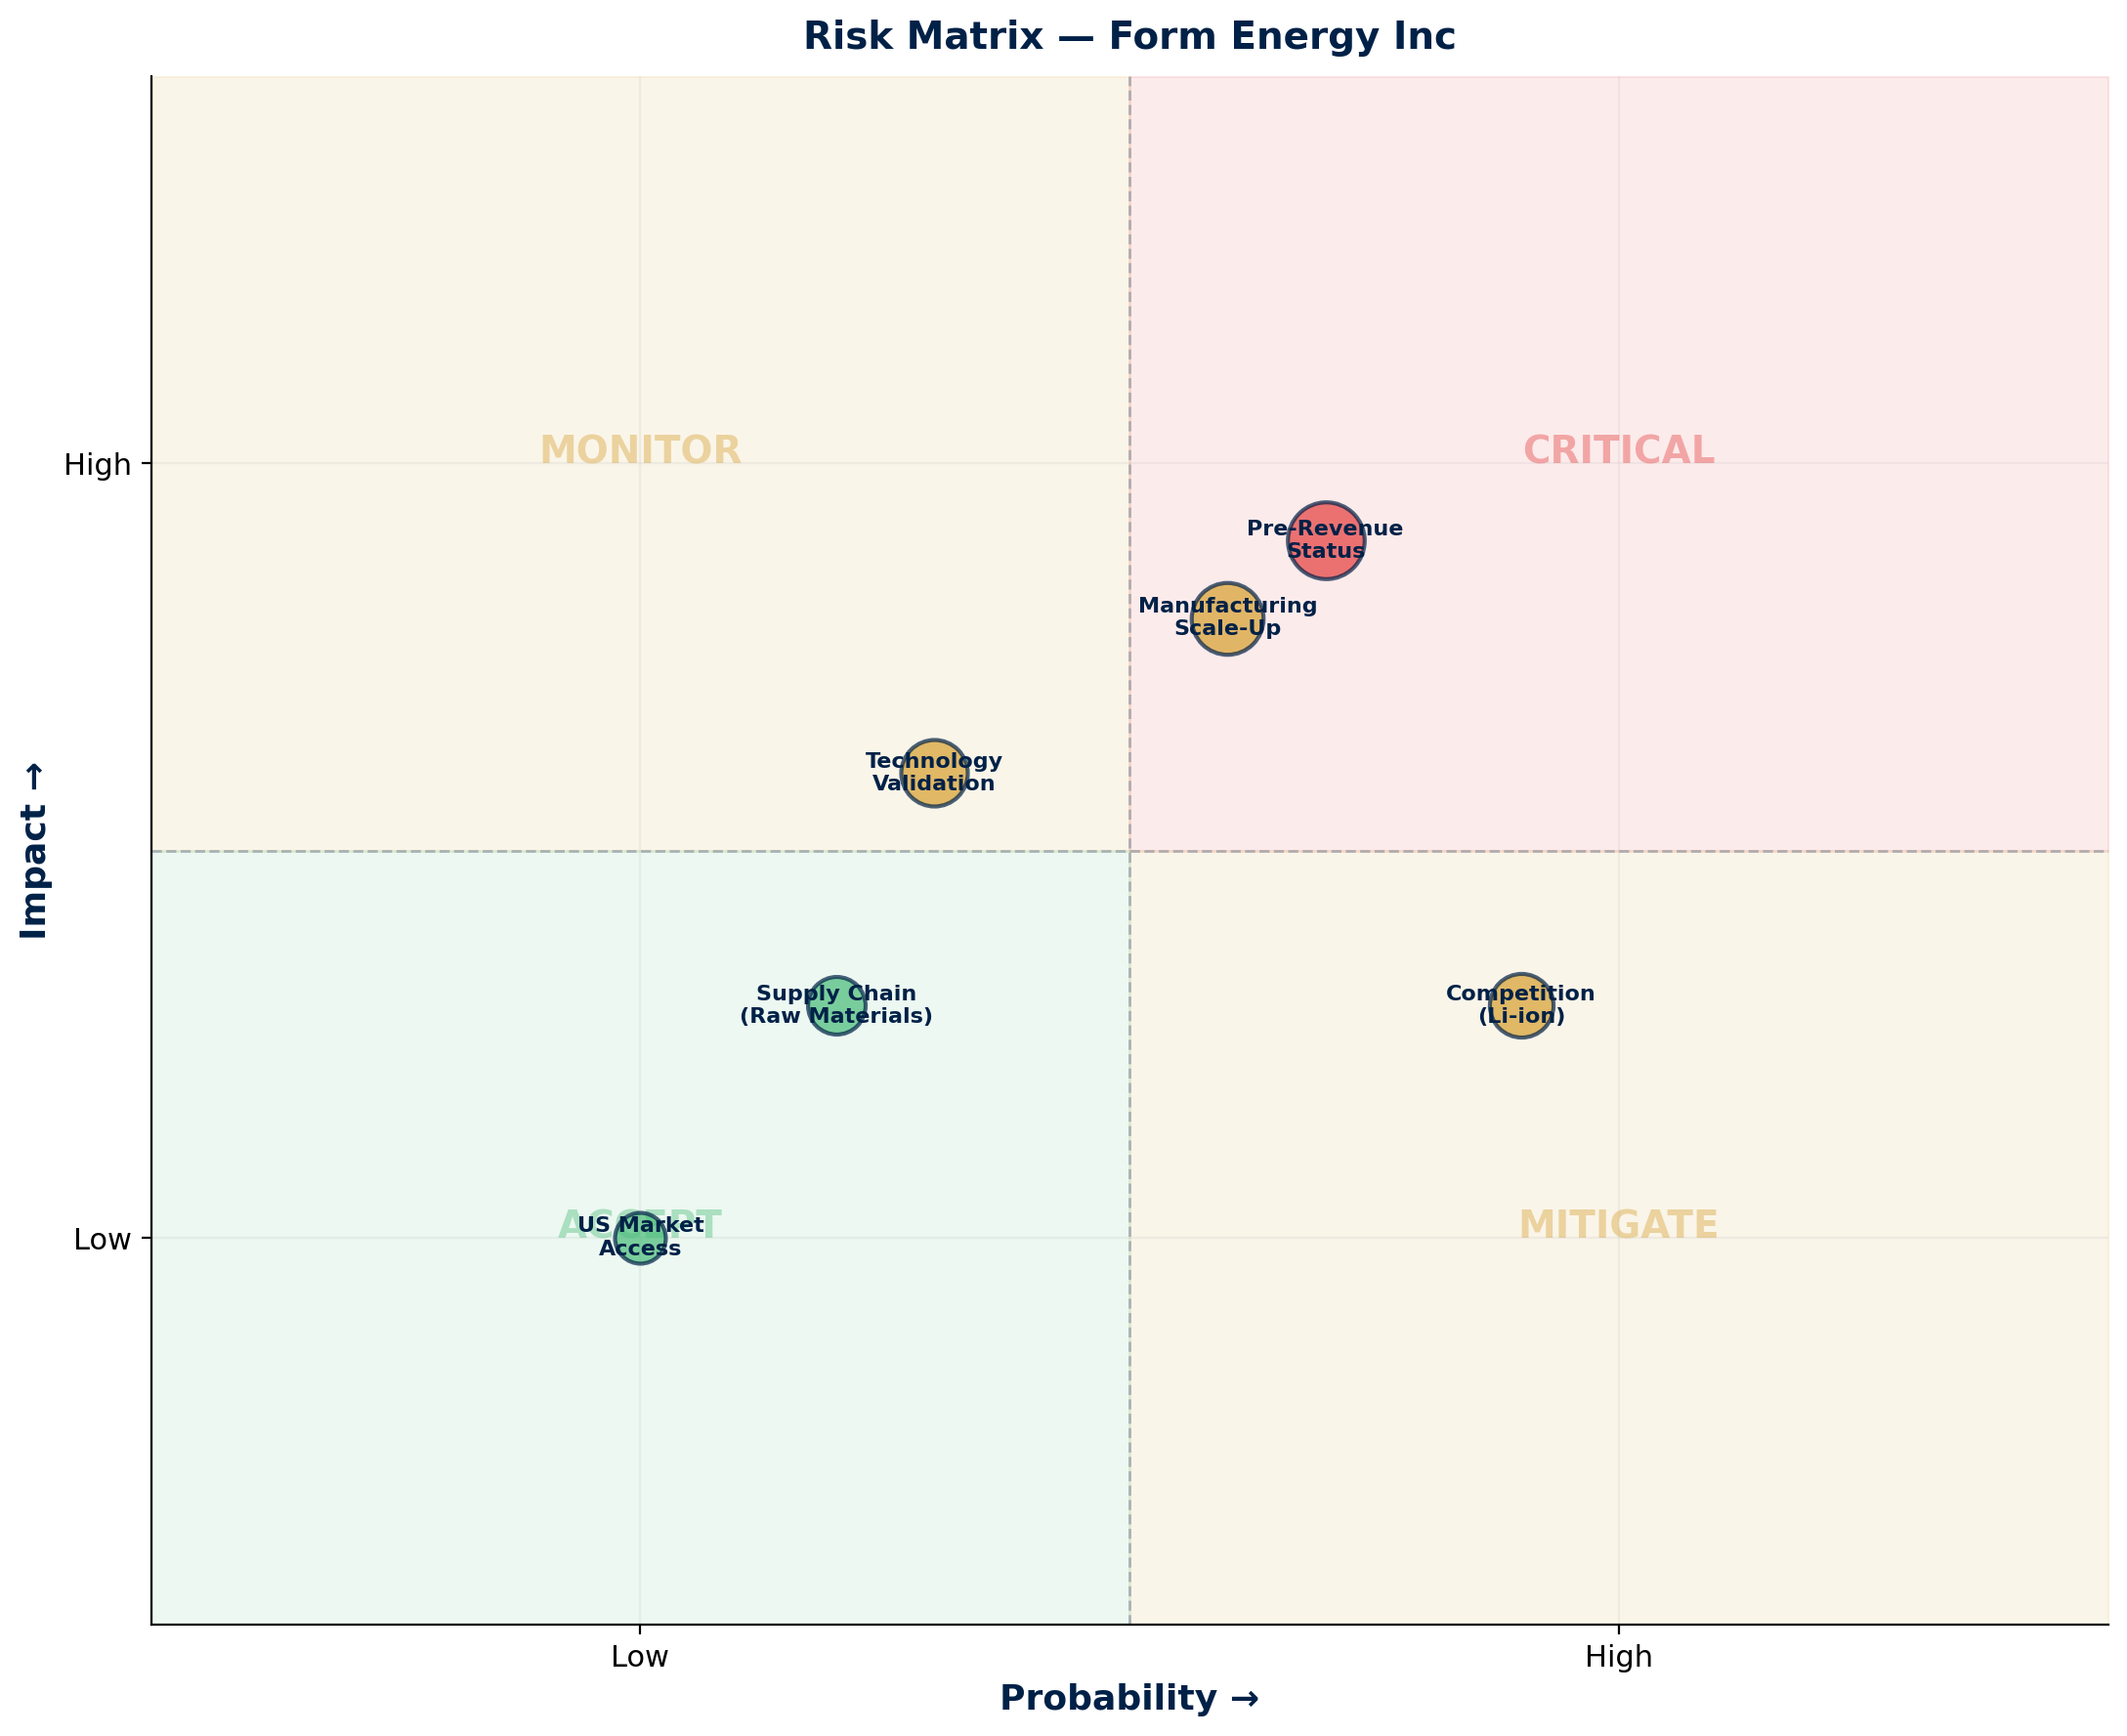 Risk Matrix — Form Energy Inc
MONITOR
CRITICAL
High
Pre-Revenue
Status
Manufacturing
Scale-Up
Technology
Validation
Impact →
Supply Chain
(Raw Materials)
Competition
(Li-ion)
ACCEPT
US Market
Access
MITIGATE
Low
Low
High
Probability →